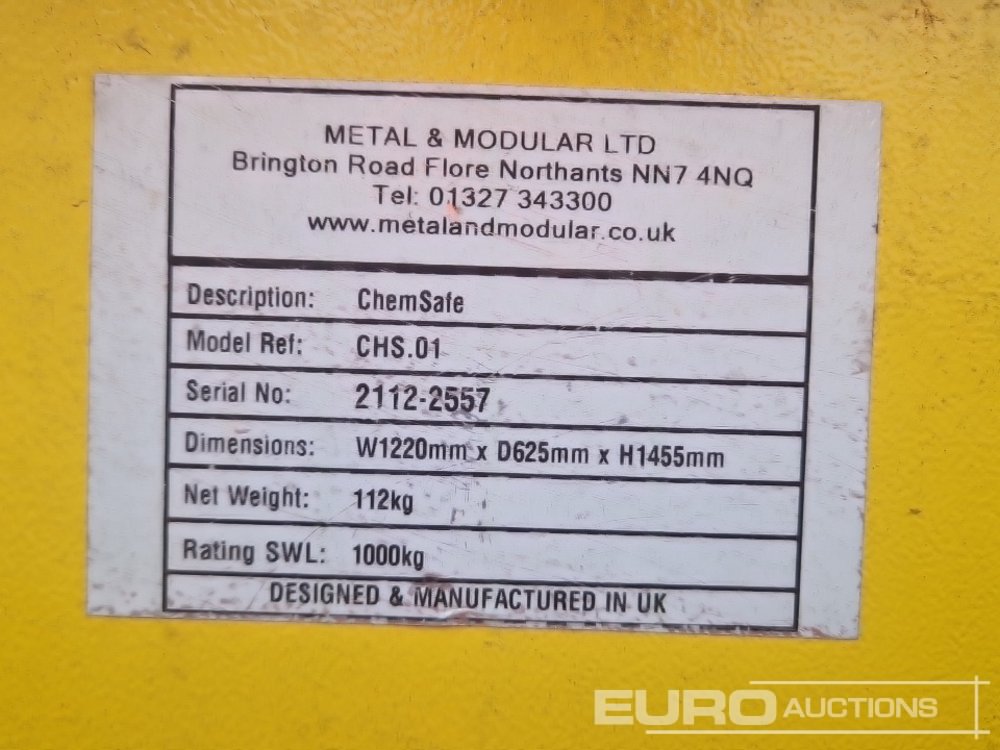 METAL & MODULAR LTD
Brington Road Flore Northants NN7 4NQ
Tel: 01327 343300
www.metalandmodular.co.uk
Description: ChemSafe
Model Ref: CHS.01
Serial No: 2112-2557
Dimensions: W1220mm x D625mm x H1455mm
Net Weight: 112kg
Rating SWL: 1000kg
DESIGNED & MANUFACTURED IN UK
EURO AUCTIONS